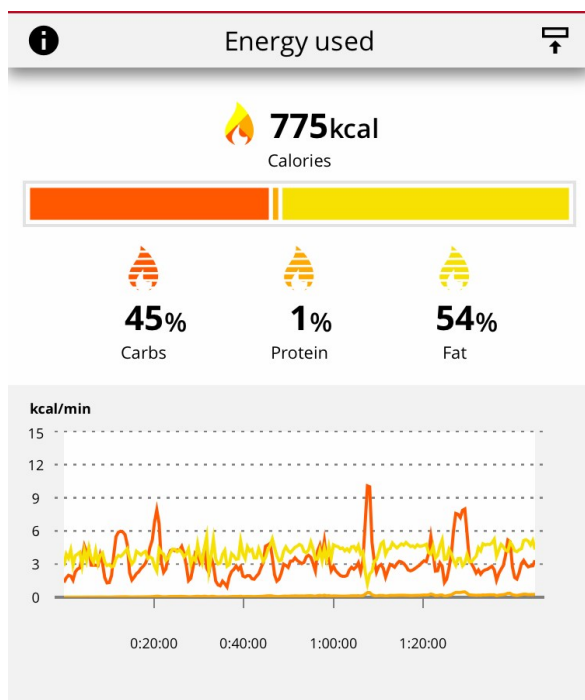 Energy used
775kcal
Calories
45% 1% 54%
Carbs Protein Fat
kcal/min
15
12
9
6
3
0
0:20:00 0:40:00 1:00:00 1:20:00